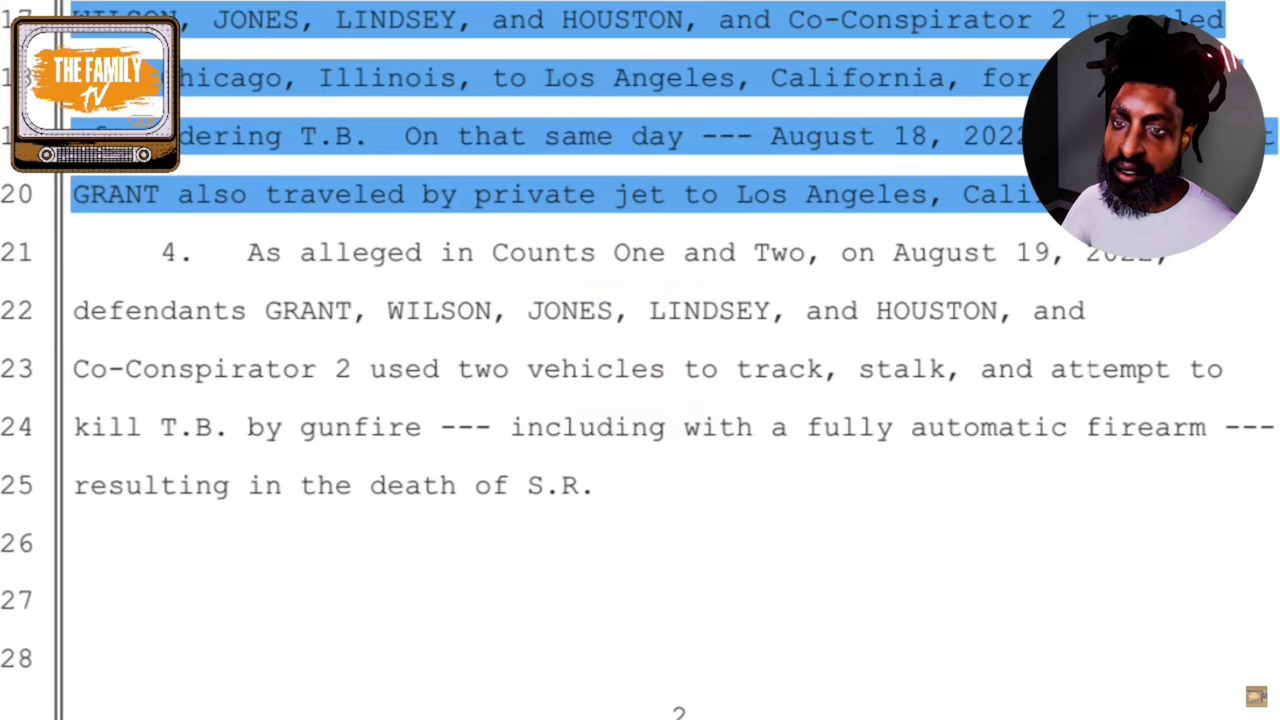 THE FAMILY
TV
17 WILSON, JONES, LINDSEY, and HOUSTON, and Co-Conspirator 2 traveled
hicago, Illinois, to Los Angeles, California, for
dering T.B. On that same day --- August 18, 2022
20 GRANT also traveled by private jet to Los Angeles, Cali
21 4. As alleged in Counts One and Two, on August 19, 2022,
22 defendants GRANT, WILSON, JONES, LINDSEY, and HOUSTON, and
23 Co-Conspirator 2 used two vehicles to track, stalk, and attempt to
24 kill T.B. by gunfire --- including with a fully automatic firearm ---
25 resulting in the death of S.R.
26
27
28
2